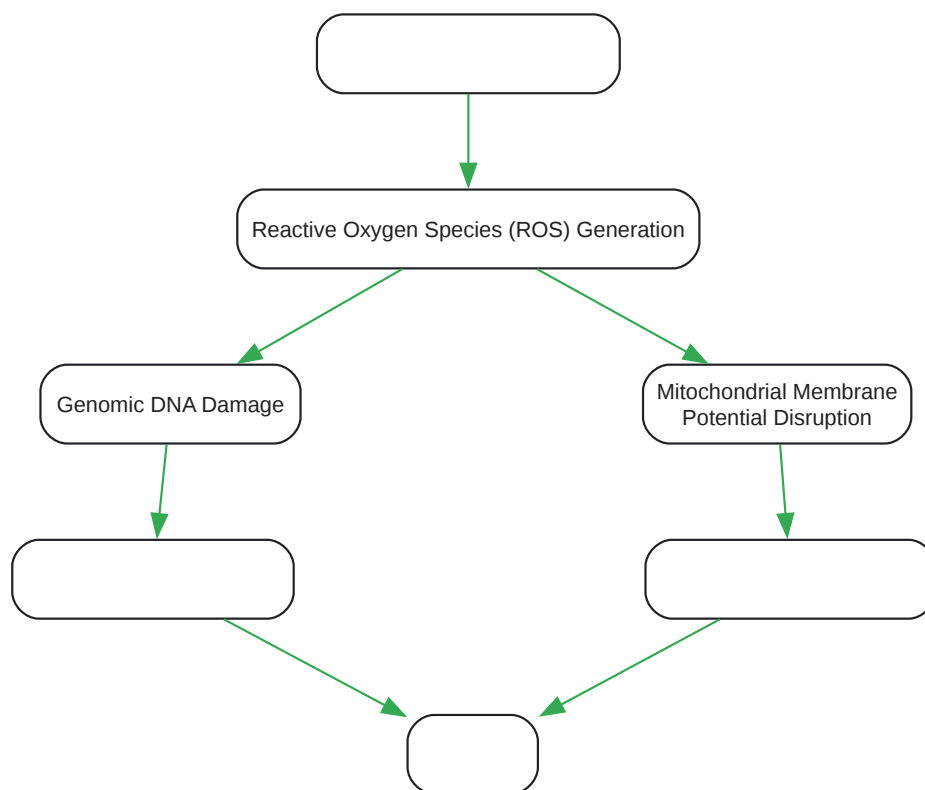 Reactive Oxygen Species (ROS) Generation
Genomic DNA Damage
Mitochondrial Membrane
Potential Disruption